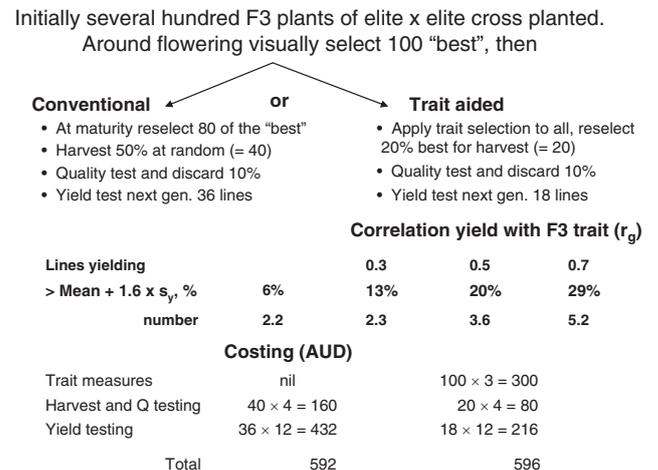 Initially several hundred F3 plants of elite x elite cross planted.
Around flowering visually select 100 “best”, then
Conventional or Trait aided
• At maturity reselect 80 of the “best”
• Harvest 50% at random (= 40)
• Quality test and discard 10%
• Yield test next gen. 36 lines
• Apply trait selection to all, reselect
20% best for harvest (= 20)
• Quality test and discard 10%
• Yield test next gen. 18 lines
Correlation yield with F3 trait (rg)
Lines yielding 0.3 0.5 0.7
> Mean + 1.6 x sy, % 6% 13% 20% 29%
number 2.2 2.3 3.6 5.2
Costing (AUD)
Trait measures nil 100 × 3 = 300
Harvest and Q testing 40 × 4 = 160 20 × 4 = 80
Yield testing 36 × 12 = 432 18 × 12 = 216
Total 592 596